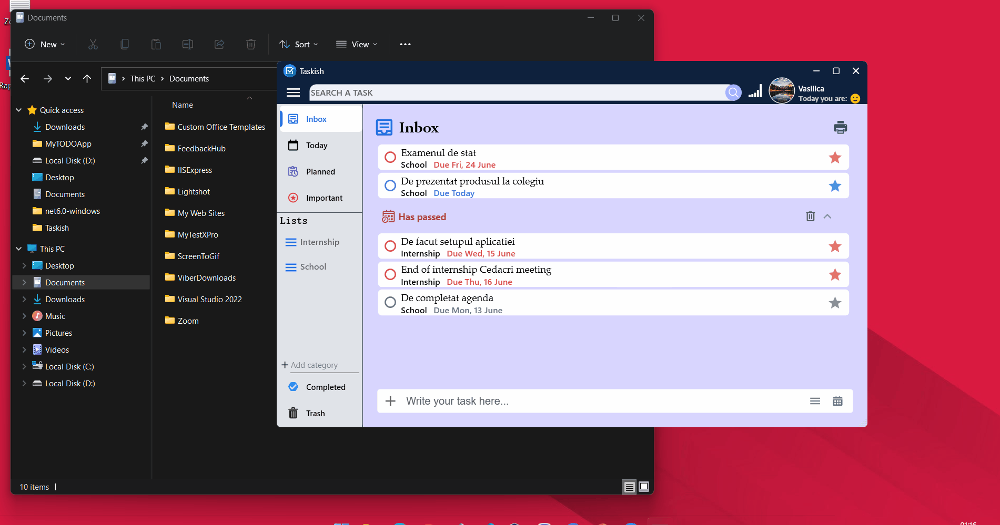 Documents
New
Sort
View
This PC
Documents
Name
Quick access
Downloads
MyTODOApp
Local Disk (D:)
Desktop
Documents
net6.0-windows
Taskish
This PC
Desktop
Documents
Downloads
Music
Pictures
Videos
Local Disk (C:)
Local Disk (D:)
Custom Office Templates
FeedbackHub
IISExpress
Lightshot
My Web Sites
MyTestXPro
ScreenToGif
ViberDownloads
Visual Studio 2022
Zoom
10 items
Taskish
SEARCH A TASK
Vasilica
Today you are:
Inbox
Today
Planned
Important
Lists
Internship
School
Add category
Completed
Trash
Inbox
Examenul de stat
School Due Fri, 24 June
De prezentat produsul la colegiu
School Due Today
Has passed
De facut setupul aplicatiei
Internship Due Wed, 15 June
End of internship Cedacri meeting
Internship Due Thu, 16 June
De completat agenda
School Due Mon, 13 June
Write your task here...